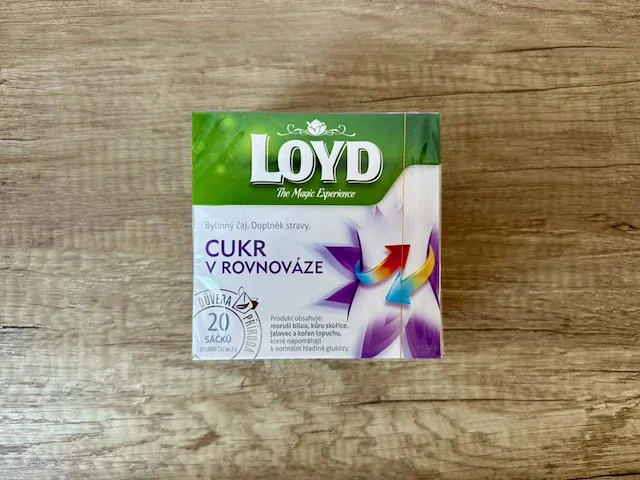 LOYD
The Magic Experience
Bylinný čaj. Doplněk stravy.
CUKR
V ROVNOVÁZE
DŮVĚRA
PŘÍRODA
20
SÁČKŮ
Produkt obsahuje:
moruši bílou, kůru skořice,
jalovec a kořen lopuchu,
které napomáhají
k normální hladině glukózy.